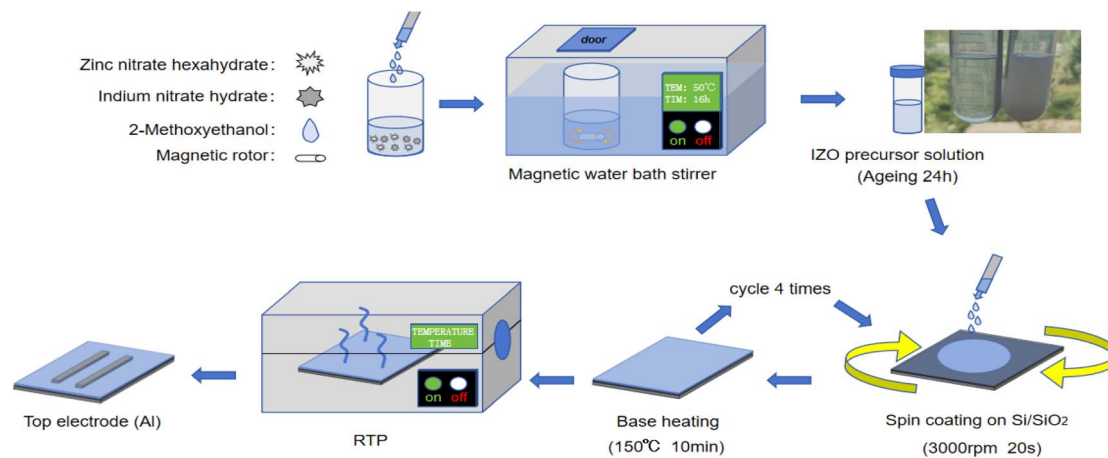 Zinc nitrate hexahydrate:
Indium nitrate hydrate:
2-Methoxyethanol:
Magnetic rotor:
door
TEM: 50℃
TIM: 16h
on off
Magnetic water bath stirrer
IZO precursor solution
(Ageing 24h)
cycle 4 times
TEMPERATURE
TIME
on off
Top electrode (Al)
RTP
Base heating
(150℃ 10min)
Spin coating on Si/SiO2
(3000rpm 20s)